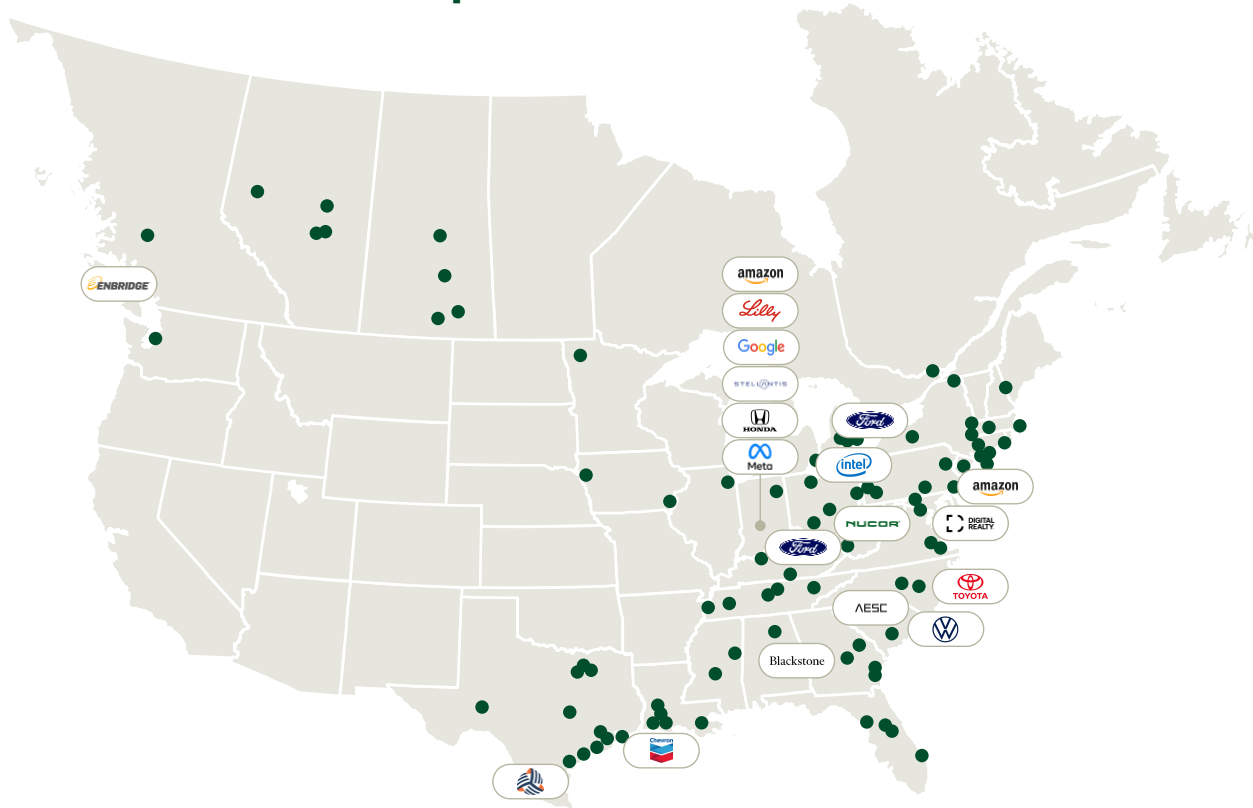 ENBRIDGE
amazon
Lilly
Google
STELLANTIS
HONDA
Meta
Ford
intel
amazon
NUCOR
DIGITAL
REALTY
Ford
TOYOTA
AESC
Blackstone
Chevron